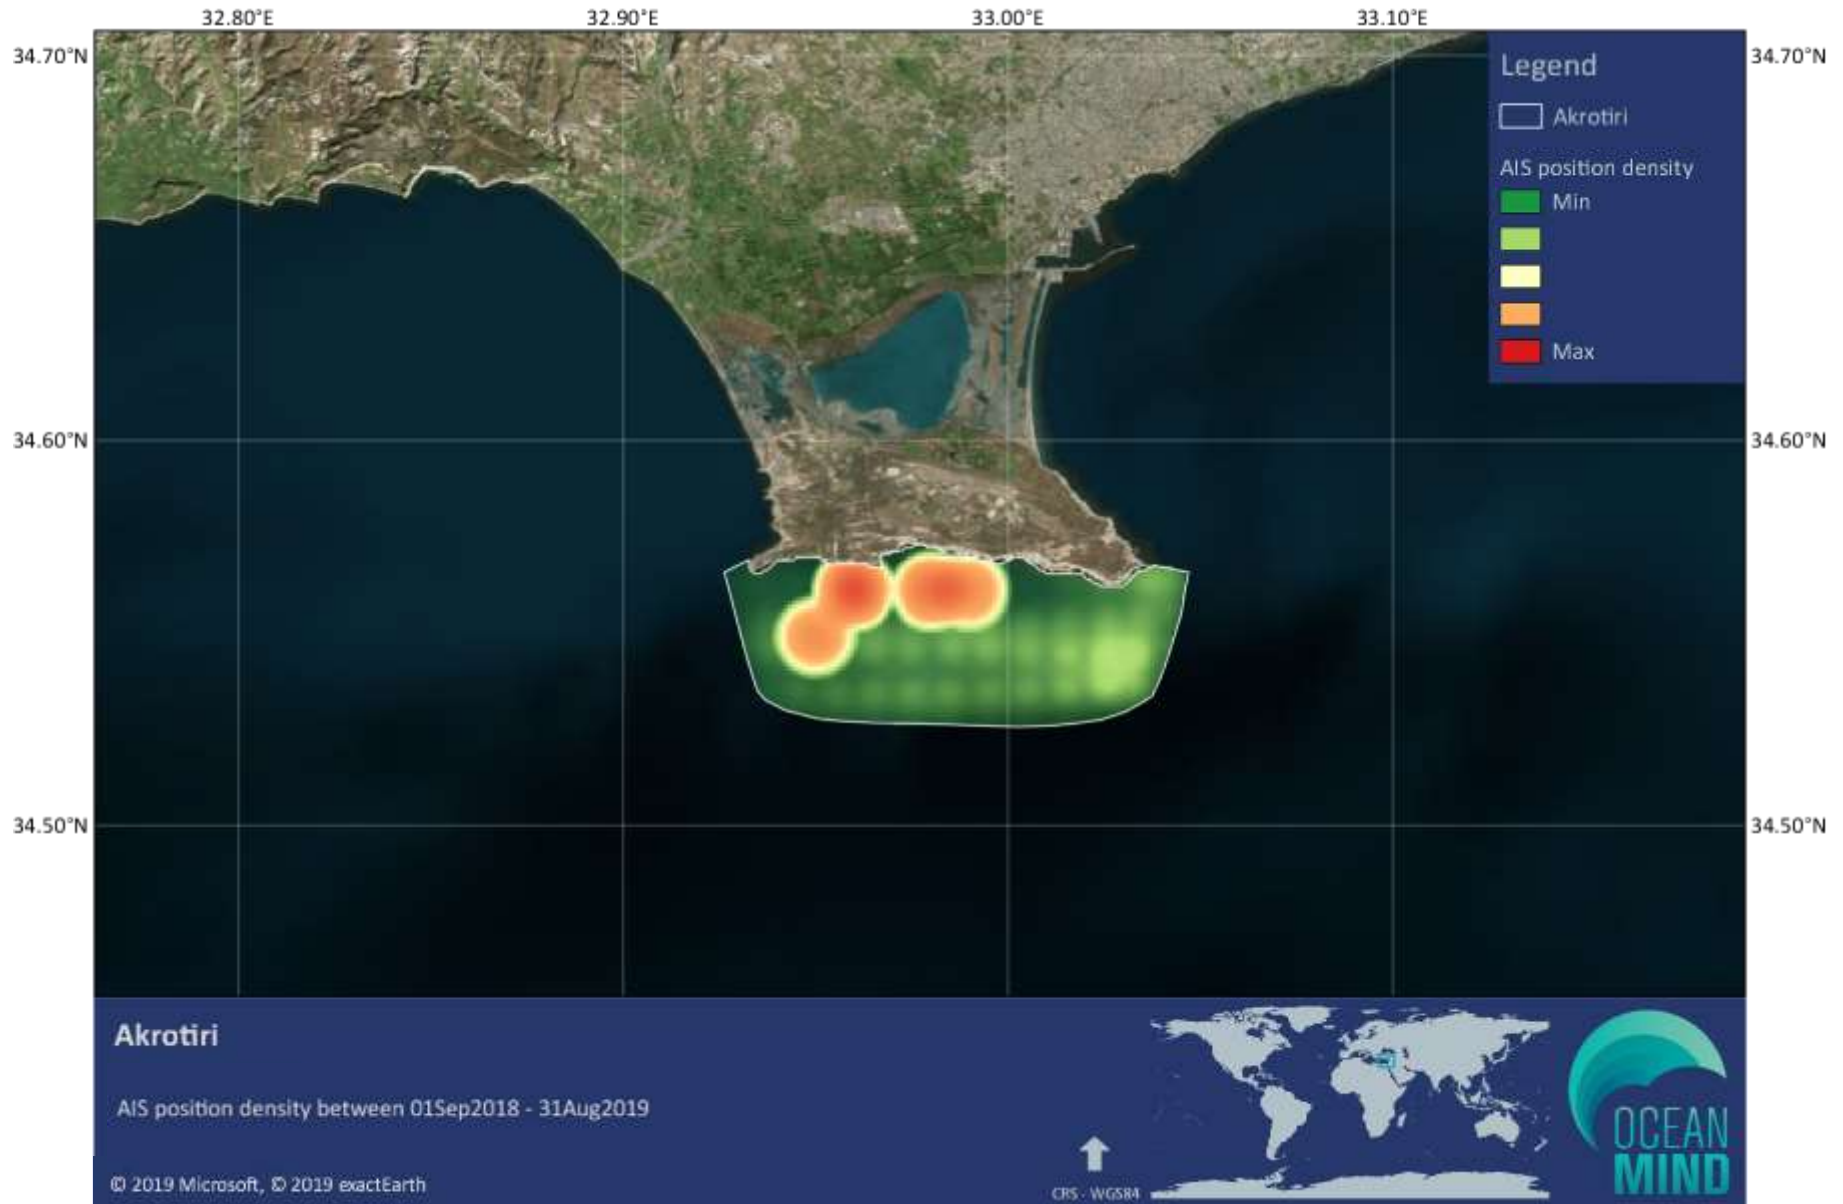 32.80°E 32.90°E 33.00°E 33.10°E
34.70°N 34.70°N
Legend
Akrotiri
AIS position density
Min
Max
34.60°N 34.60°N
34.50°N 34.50°N
Akrotiri
AIS position density between 01Sep2018 - 31Aug2019
© 2019 Microsoft, © 2019 exactEarth
CRS - WGS84
OCEAN
MIND